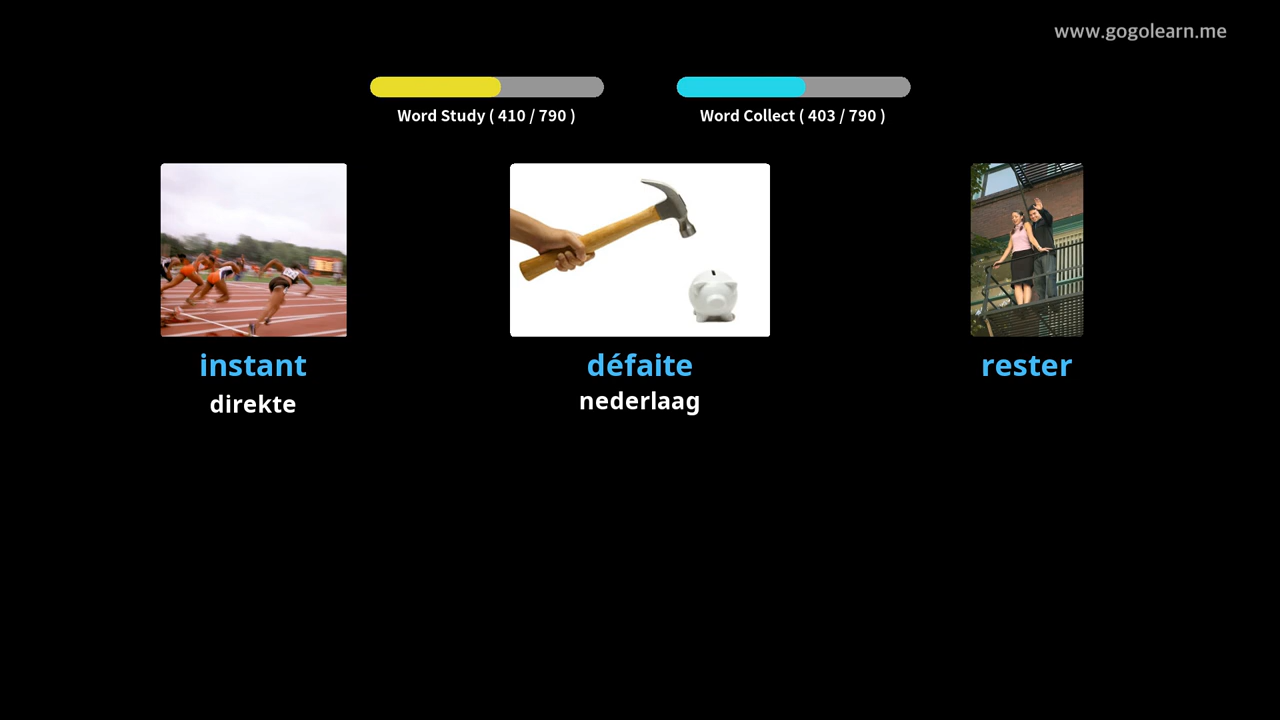 www.gogolearn.me
Word Study ( 410 / 790 )
Word Collect ( 403 / 790 )
instant
direkte
défaite
nederlaag
rester